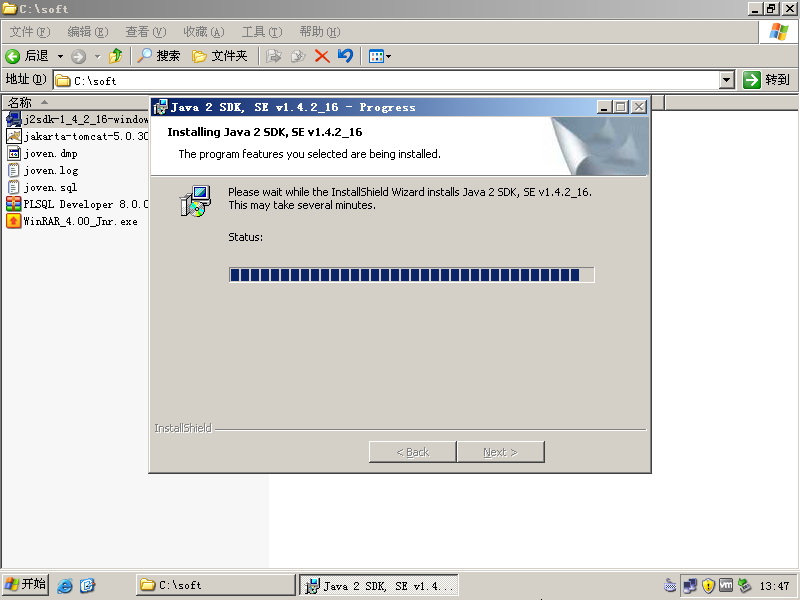 C:\soft
文件(F) 编辑(E) 查看(V) 收藏(A) 工具(T) 帮助(H)
后退 搜索 文件夹
地址(D) C:\soft 转到
名称
j2sdk-1_4_2_16-window
jakarta-tomcat-5.0.30
joven.dmp
joven.log
joven.sql
PLSQL Developer 8.0.0
WinRAR_4.00_Jnr.exe
Java 2 SDK, SE v1.4.2_16 - Progress
Installing Java 2 SDK, SE v1.4.2_16
The program features you selected are being installed.
Please wait while the InstallShield Wizard installs Java 2 SDK, SE v1.4.2_16.
This may take several minutes.
Status:
InstallShield
< Back Next >
开始 C:\soft Java 2 SDK, SE v1.4... 13:47